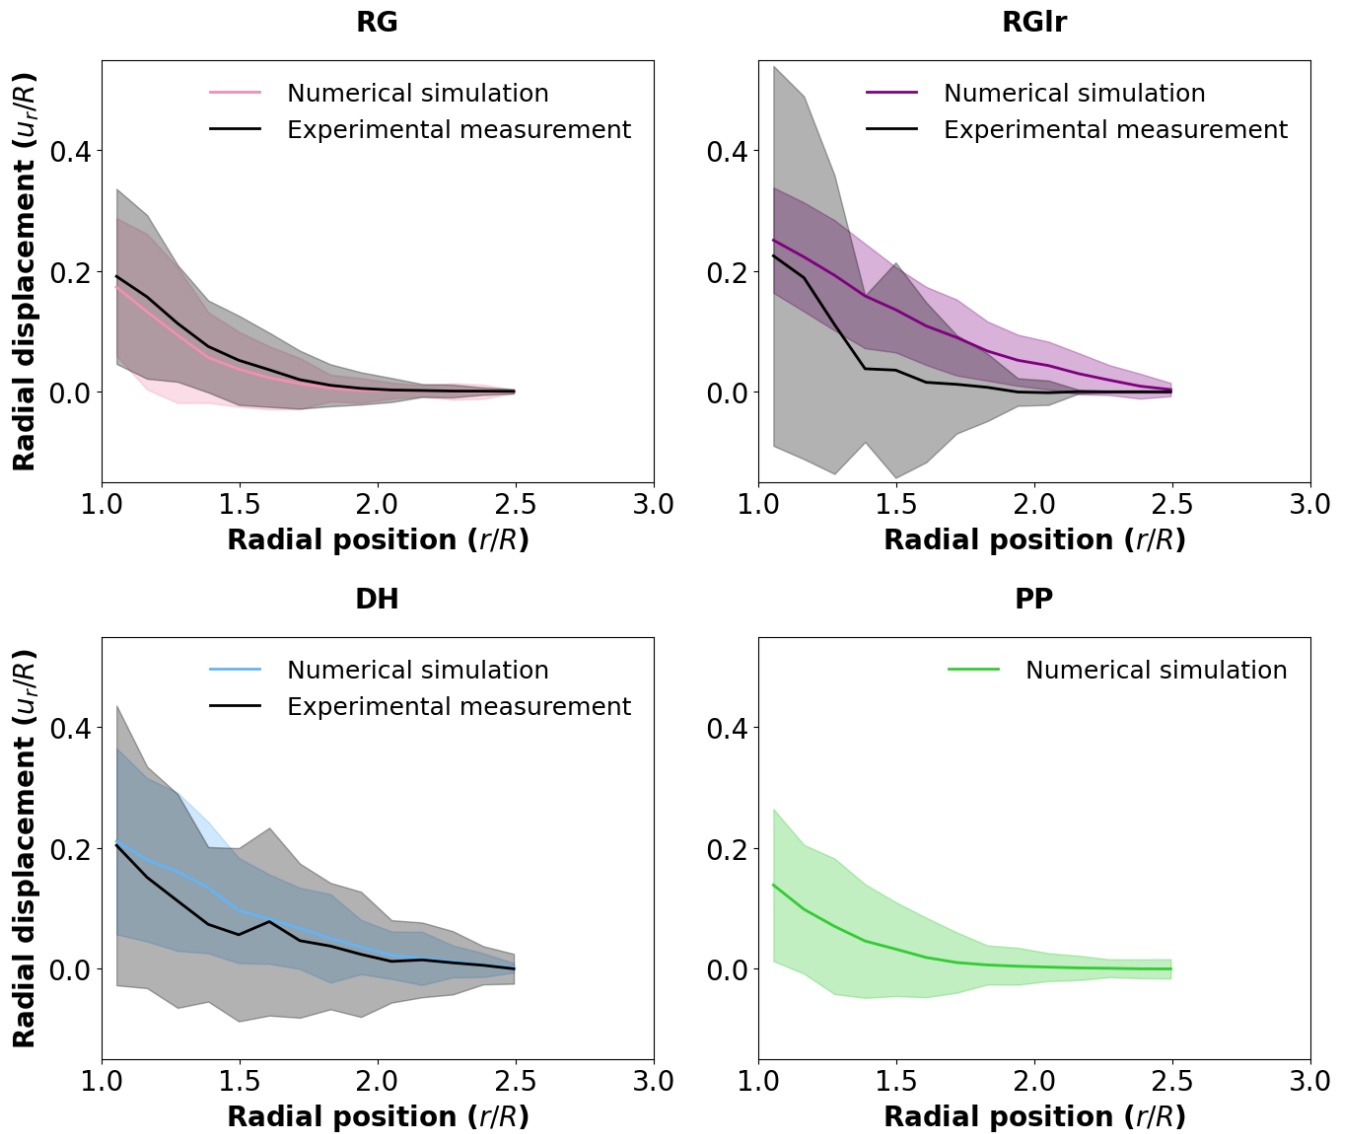 RG
Numerical simulation
Experimental measurement
Radial displacement (u_r/R)
0.4
0.2
0.0
1.0 1.5 2.0 2.5 3.0
Radial position (r/R)
RGlr
Numerical simulation
Experimental measurement
0.4
0.2
0.0
1.0 1.5 2.0 2.5 3.0
Radial position (r/R)
DH
Numerical simulation
Experimental measurement
Radial displacement (u_r/R)
0.4
0.2
0.0
1.0 1.5 2.0 2.5 3.0
Radial position (r/R)
PP
Numerical simulation
0.4
0.2
0.0
1.0 1.5 2.0 2.5 3.0
Radial position (r/R)